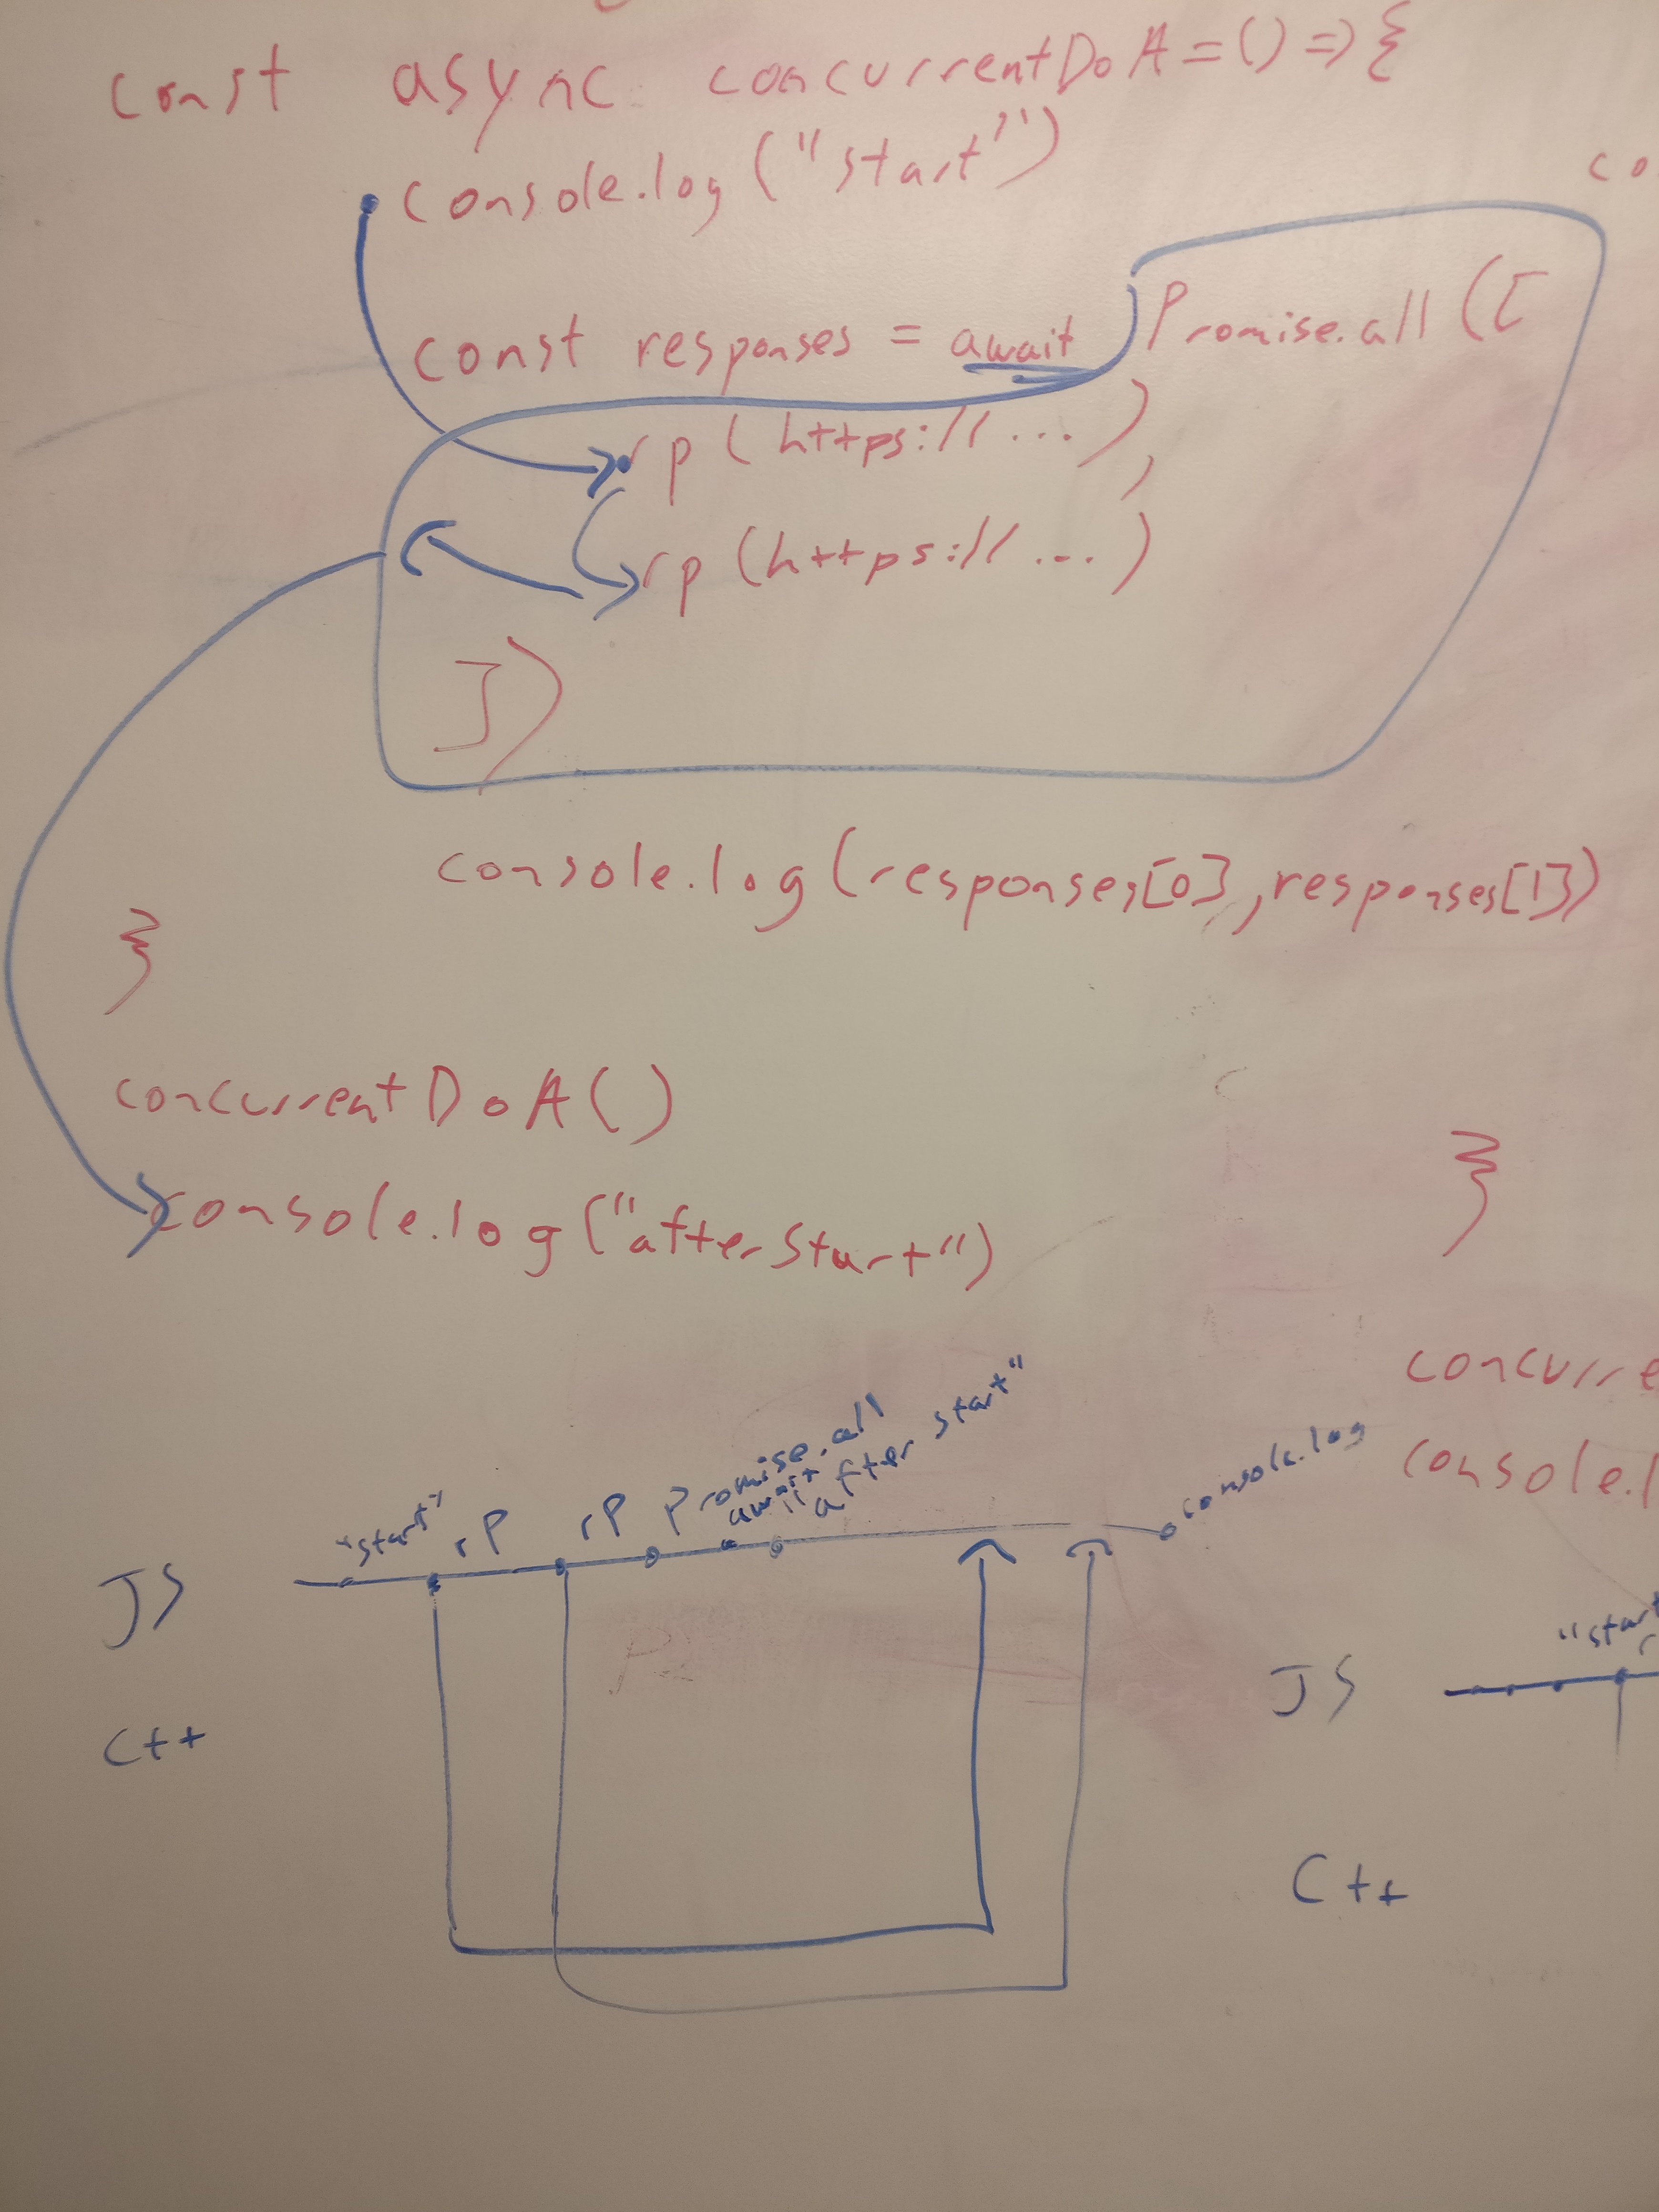 const async concurrentDoA = () => {
console.log("start")
co
const responses = await Promise.all([
rp(https://...),
rp(https://...)
])
console.log(responses[0], responses[1])
}
concurrentDoA()
}
console.log("after start")
concurre
console.l
"start" rp rp Promise.all await "after start" console.log
JS
C++
"start
JS
C++